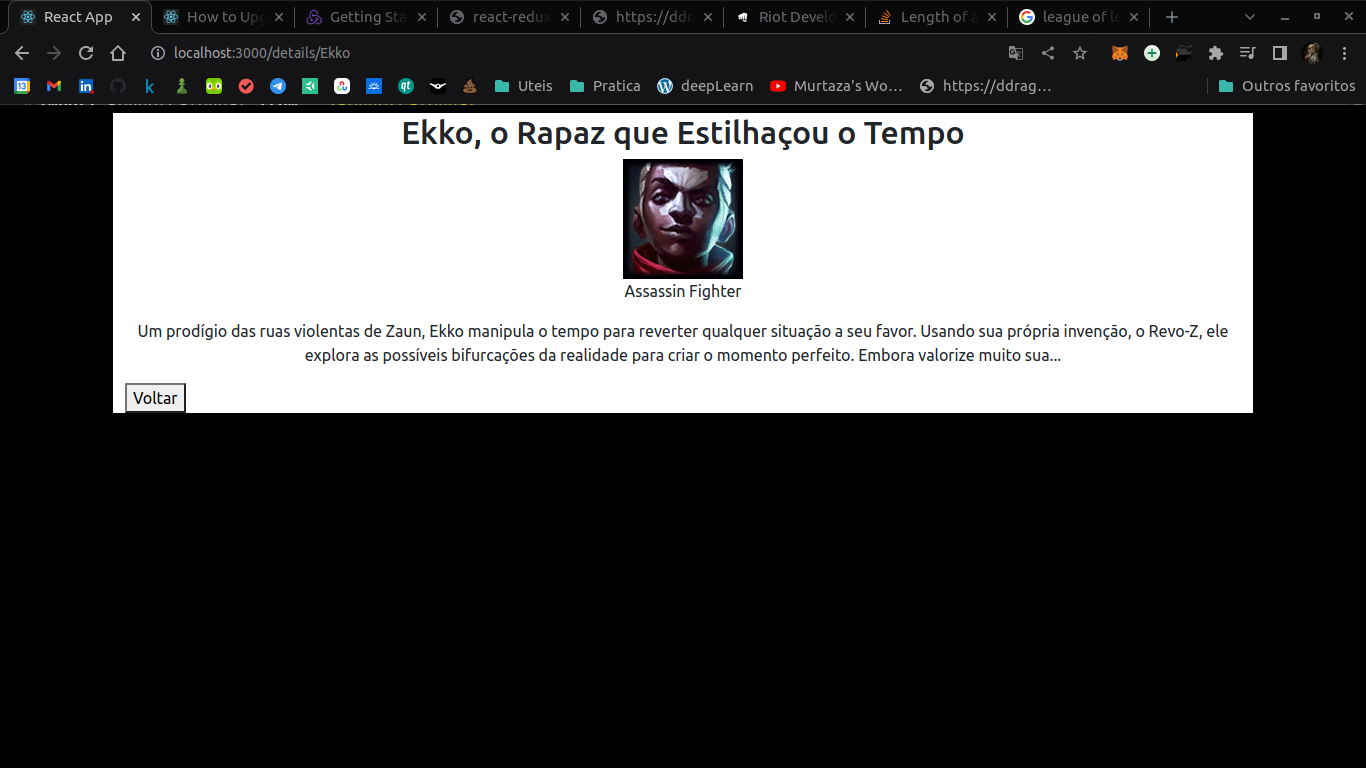 React App
How to Upg
Getting Sta
react-redux
https://ddr
Riot Develo
Length of a
league of le
localhost:3000/details/Ekko
13
Uteis
Pratica
deepLearn
Murtaza's Wo...
https://ddrag...
Outros favoritos
Ekko, o Rapaz que Estilhaçou o Tempo
Assassin Fighter
Um prodígio das ruas violentas de Zaun, Ekko manipula o tempo para reverter qualquer situação a seu favor. Usando sua própria invenção, o Revo-Z, ele
explora as possíveis bifurcações da realidade para criar o momento perfeito. Embora valorize muito sua...
Voltar